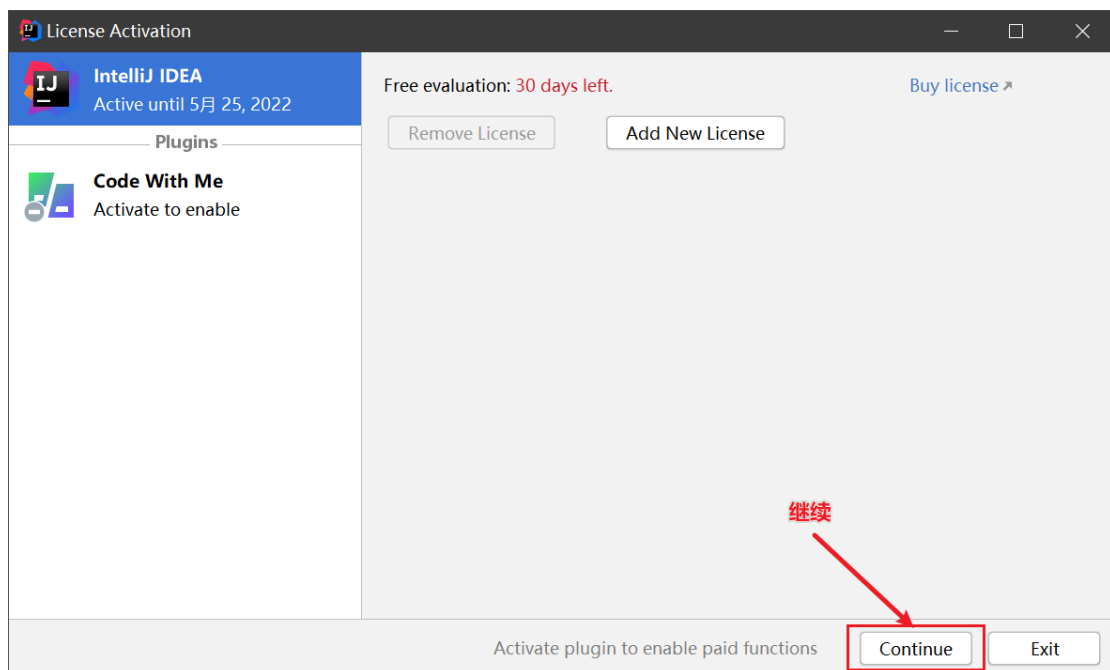 License Activation
IntelliJ IDEA
Active until 5月 25, 2022
Plugins
Code With Me
Activate to enable
Free evaluation: 30 days left.
Buy license ↗
Remove License
Add New License
继续
Activate plugin to enable paid functions
Continue
Exit
IJ